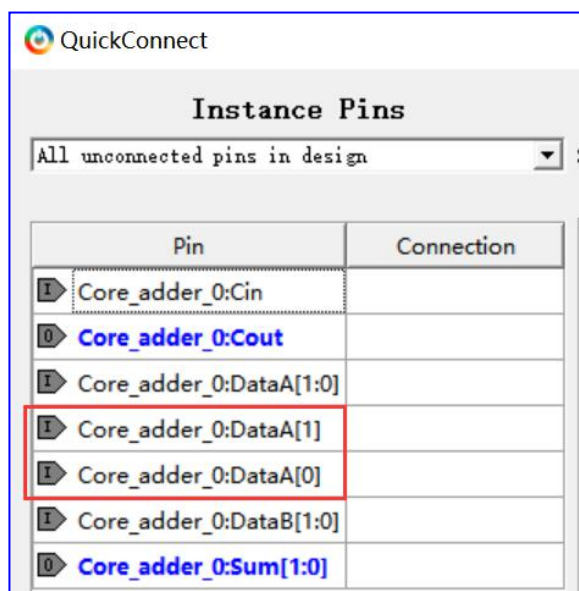 QuickConnect
Instance Pins
All unconnected pins in design
Pin Connection
I Core_adder_0:Cin
O Core_adder_0:Cout
I Core_adder_0:DataA[1:0]
I Core_adder_0:DataA[1]
I Core_adder_0:DataA[0]
I Core_adder_0:DataB[1:0]
O Core_adder_0:Sum[1:0]